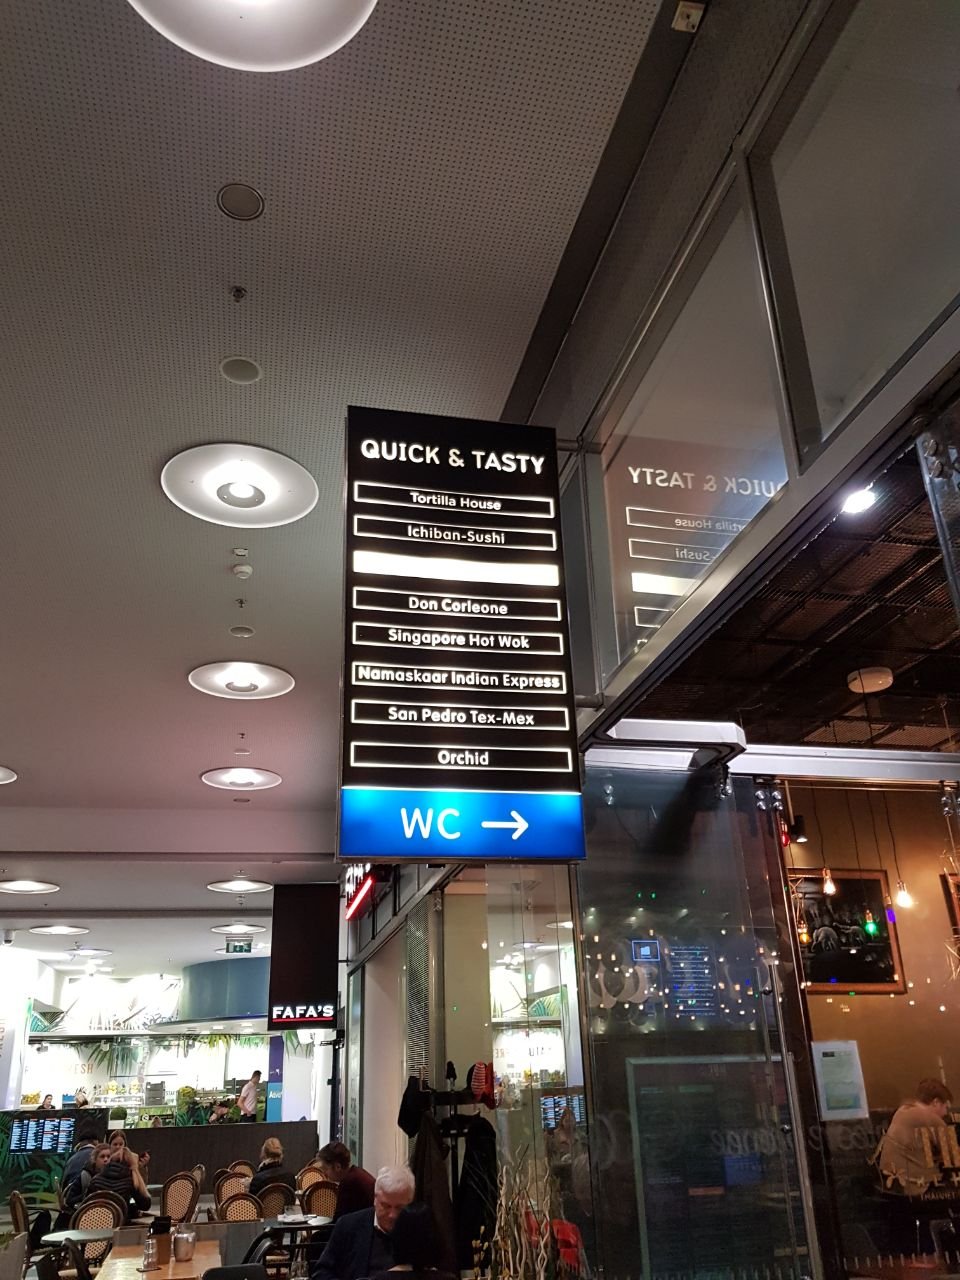 QUICK & TASTY
Tortilla House
Ichiban-Sushi
Don Corleone
Singapore Hot Wok
Namaskaar Indian Express
San Pedro Tex-Mex
Orchid
WC →
FAFA'S